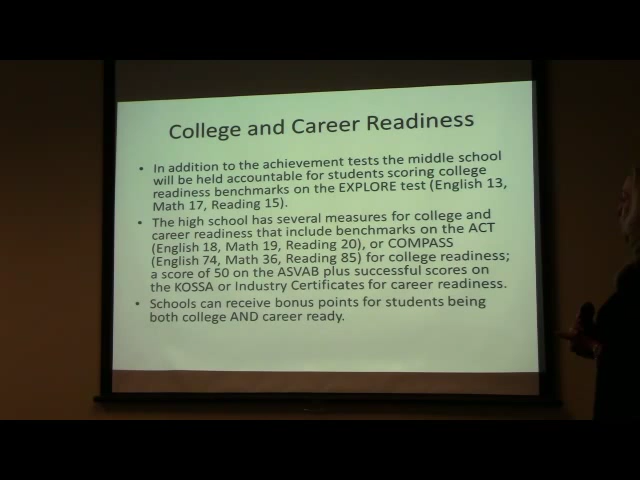 College and Career Readiness
• In addition to the achievement tests the middle school
will be held accountable for students scoring college
readiness benchmarks on the EXPLORE test (English 13,
Math 17, Reading 15).
• The high school has several measures for college and
career readiness that include benchmarks on the ACT
(English 18, Math 19, Reading 20), or COMPASS
(English 74, Math 36, Reading 85) for college readiness;
a score of 50 on the ASVAB plus successful scores on
the KOSSA or Industry Certificates for career readiness.
• Schools can receive bonus points for students being
both college AND career ready.